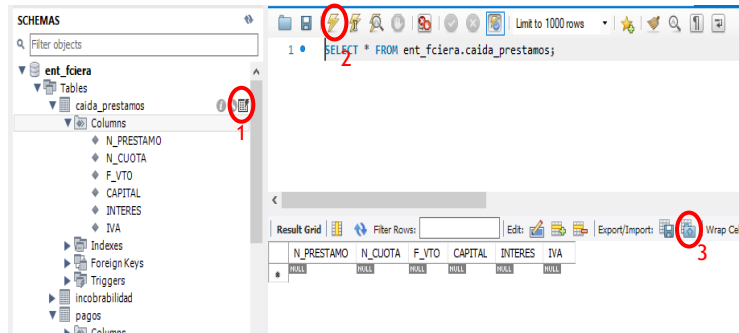 SCHEMAS
Filter objects
ent_fciera
Tables
caida_prestamos
1
Columns
N_PRESTAMO
N_CUOTA
F_VTO
CAPITAL
INTERES
IVA
Indexes
Foreign Keys
Triggers
incobrabilidad
pagos
Columns
Limit to 1000 rows
1 SELECT * FROM ent_fciera.caida_prestamos;
2
Result Grid Filter Rows: Edit: Export/Import: Wrap Ce
3
N_PRESTAMO N_CUOTA F_VTO CAPITAL INTERES IVA
NULL NULL NULL NULL NULL NULL